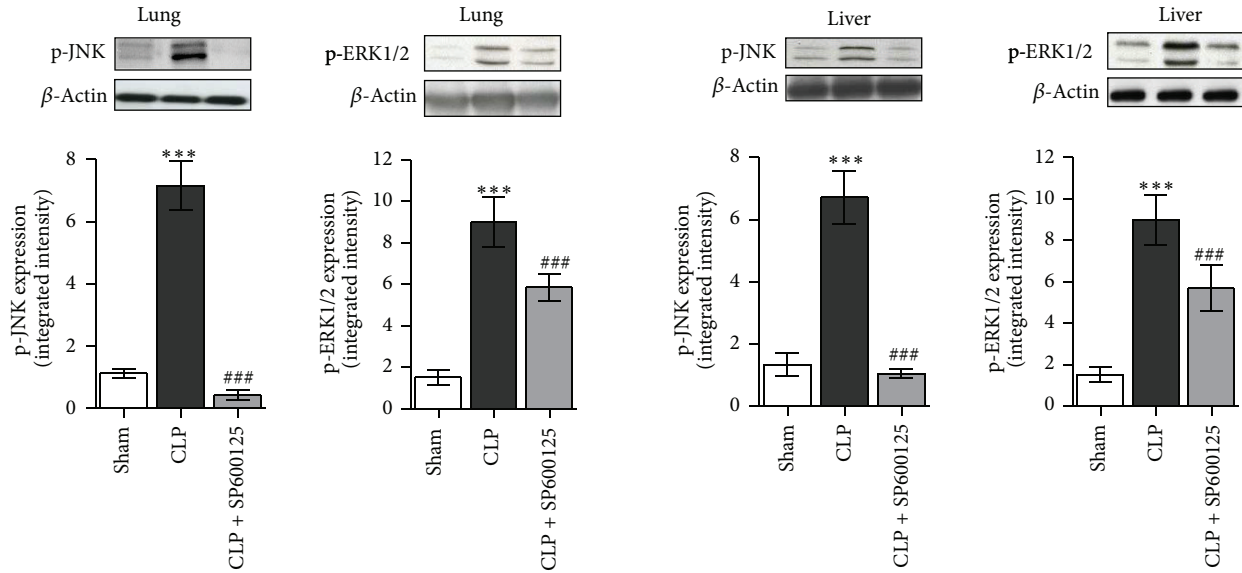 Lung
p-JNK
β-Actin
8
6
4
2
0
p-JNK expression
(integrated intensity)
***
###
Sham
CLP
CLP + SP600125
Lung
p-ERK1/2
β-Actin
12
10
8
6
4
2
0
p-ERK1/2 expression
(integrated intensity)
***
###
Sham
CLP
CLP + SP600125
Liver
p-JNK
β-Actin
8
6
4
2
0
p-JNK expression
(integrated intensity)
***
###
Sham
CLP
CLP + SP600125
Liver
p-ERK1/2
β-Actin
12
10
8
6
4
2
0
p-ERK1/2 expression
(integrated intensity)
***
###
Sham
CLP
CLP + SP600125